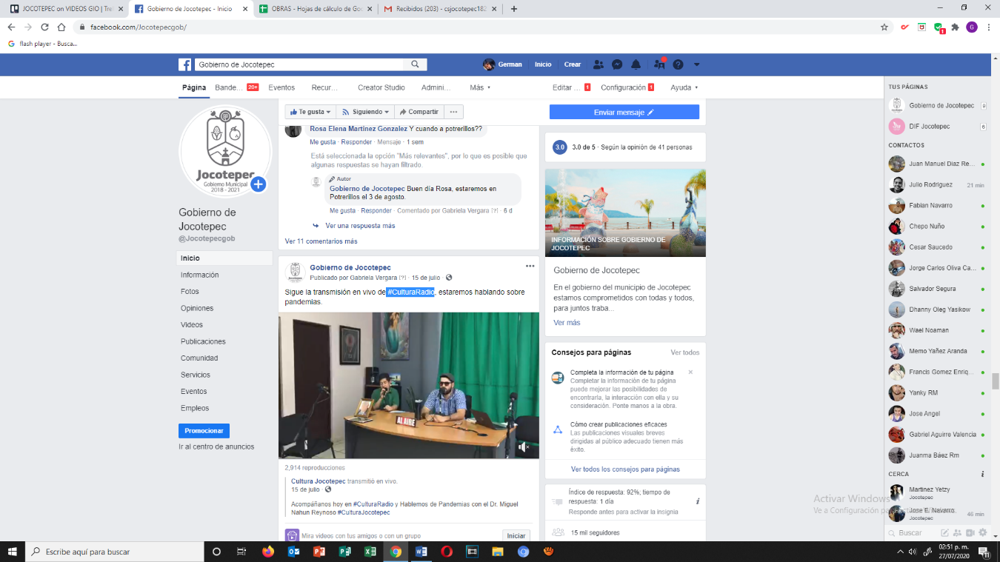 JOCOTEPEC on VIDEOS GIO | Trel
Gobierno de Jocotepec - Inicio
OBRAS - Hojas de cálculo de Goo
Recibidos (203) - csjocotepec182
facebook.com/Jocotepecgob/
flash player - Busca...
Gobierno de Jocotepec
German
Inicio
Crear
Página
Bande...
20+
Eventos
Recur...
Creator Studio
Admini...
Más
Editar ...
1
Configuración
1
Ayuda
Jocotepec
Gobierno Municipal
2018 - 2021
Gobierno de
Jocotepec
@Jocotepecgob
Inicio
Información
Fotos
Opiniones
Videos
Publicaciones
Comunidad
Servicios
Eventos
Empleos
Promocionar
Ir al centro de anuncios
Te gusta
Siguiendo
Compartir
Enviar mensaje
Rosa Elena Martinez Gonzalez Y cuando a potrerillos??
Me gusta · Responder · Mensaje · 1 sem
Está seleccionada la opción "Más relevantes", por lo que es posible que
algunas respuestas se hayan filtrado.
Autor
Gobierno de Jocotepec Buen día Rosa, estaremos en
Potrerillos el 3 de agosto.
Me gusta · Responder · Comentado por Gabriela Vergara [?] · 6 d
Ver una respuesta más
Ver 11 comentarios más
Gobierno de Jocotepec
Publicado por Gabriela Vergara [?] · 15 de julio ·
Sigue la transmisión en vivo de #CulturaRadio, estaremos hablando sobre
pandemias.
AL AIRE
2,914 reproducciones
Cultura Jocotepec transmitió en vivo.
15 de julio ·
Acompáñanos hoy en #CulturaRadio y Hablemos de Pandemias con el Dr. Miguel
Nahun Reynoso #CulturaJocotepec
Mira videos con tus amigos o con un grupo
Iniciar
3.0
3.0 de 5 · Según la opinión de 41 personas
INFORMACIÓN SOBRE GOBIERNO DE
JOCOTEPEC
Gobierno de Jocotepec
En el gobierno del municipio de Jocotepec
estamos comprometidos con todas y todos,
para juntos traba...
Ver más
Consejos para páginas
Ver todos
Completa la información de tu página
Completar la información de tu página
puede mejorar las posibilidades de
encontrarla, la interacción con ella y su
consideración. Ponte manos a la obra.
Cómo crear publicaciones eficaces
Las publicaciones visuales breves
dirigidas al público adecuado tienen más
éxito.
Ver todos los consejos para páginas
Índice de respuesta: 92%; tiempo de
respuesta: 1 día
Responde antes para activar la insignia
15 mil seguidores
TUS PÁGINAS
Gobierno de Jocotepec
9
DIF Jocotepec
6
CONTACTOS
Juan Manuel Diaz Re...
Julio Rodriguez
21 min
Fabian Navarro
Chepo Nuño
Cesar Saucedo
Jorge Carlos Oliva Ca...
Salvador Segura
Dhanny Oleg Yasikow
Wael Noaman
Memo Yañez Aranda
Francis Gomez Enriq...
Yanky RM
Jose Angel
Gabriel Aguirre Valencia
Juanma Báez Rm
CERCA
Martinez Yetzy
Jocotepec
Jose E. Navarro
Jocotepec
46 min
Activar Windows
Ve a Configuración
Buscar
Escribe aquí para buscar
02:51 p. m.
27/07/2020
11